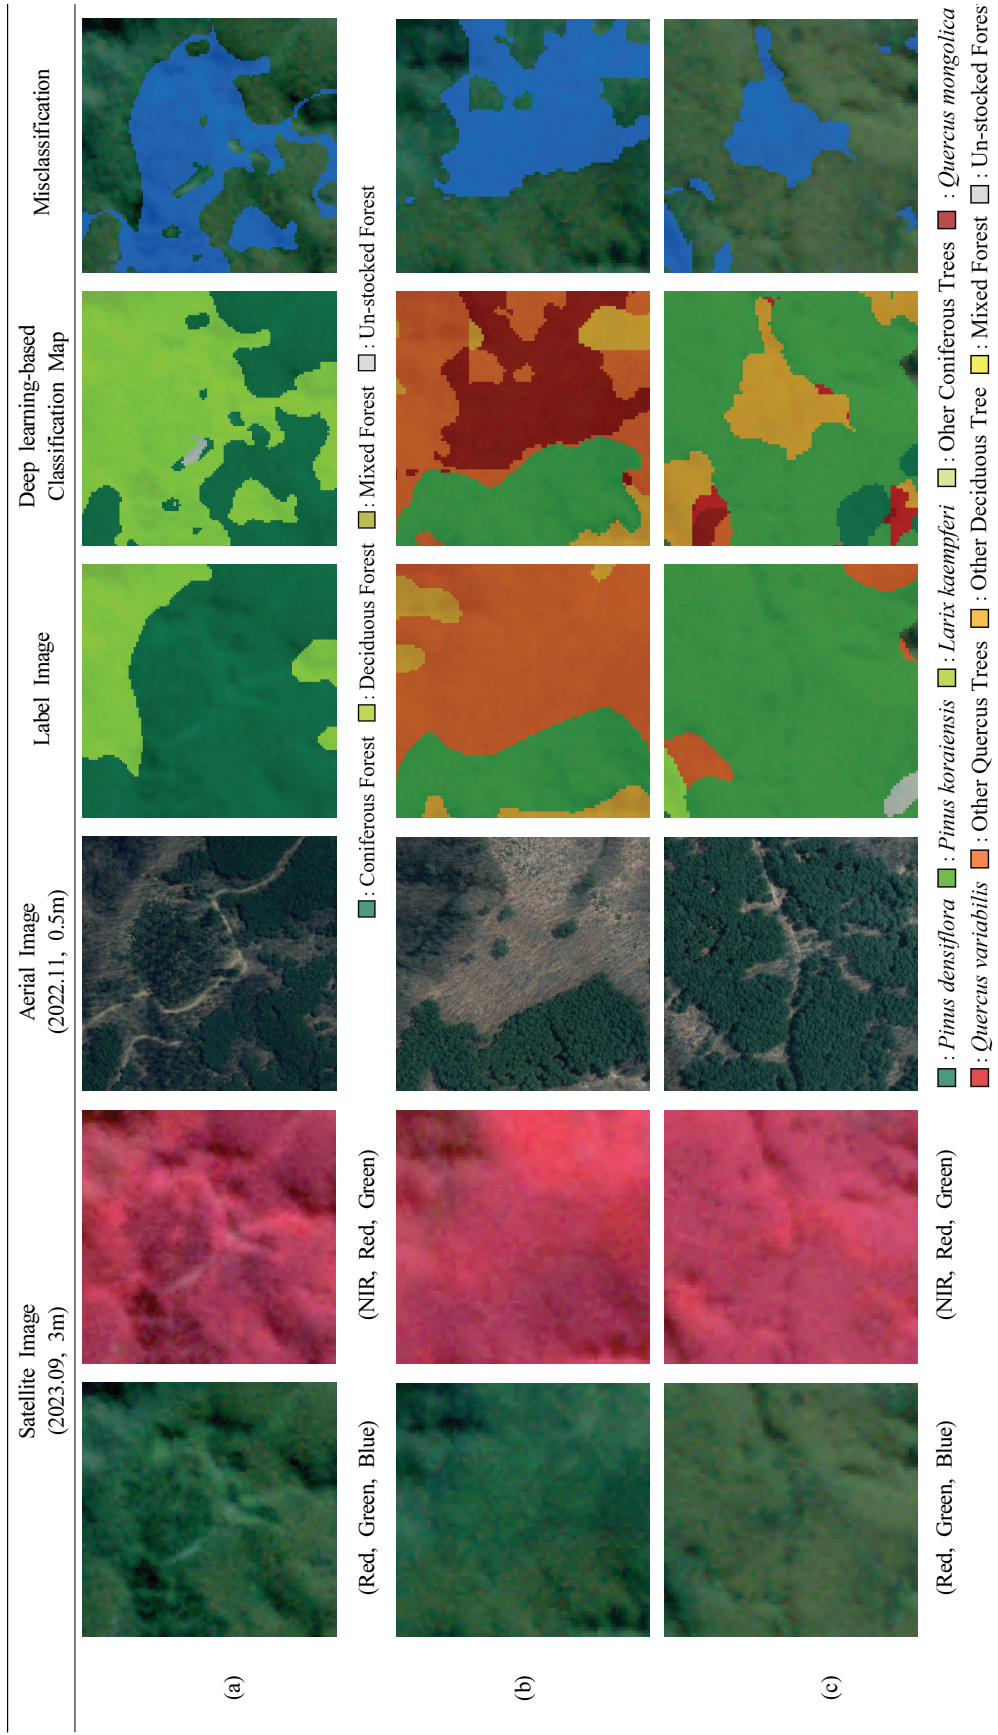 Satellite Image
(2023.09, 3m)
Aerial Image
(2022.11, 0.5m)
Label Image
Deep learning-based
Classification Map
Misclassification
(a)
(Red, Green, Blue)
(NIR, Red, Green)
: Coniferous Forest : Deciduous Forest : Mixed Forest : Un-stocked Forest
(b)
(c)
(Red, Green, Blue)
(NIR, Red, Green)
: Pinus densiflora : Pinus koraiensis : Larix kaempferi : Oher Coniferous Trees : Quercus mongolica
: Quercus variabilis : Other Quercus Trees : Other Deciduous Tree : Mixed Forest : Un-stocked Fores